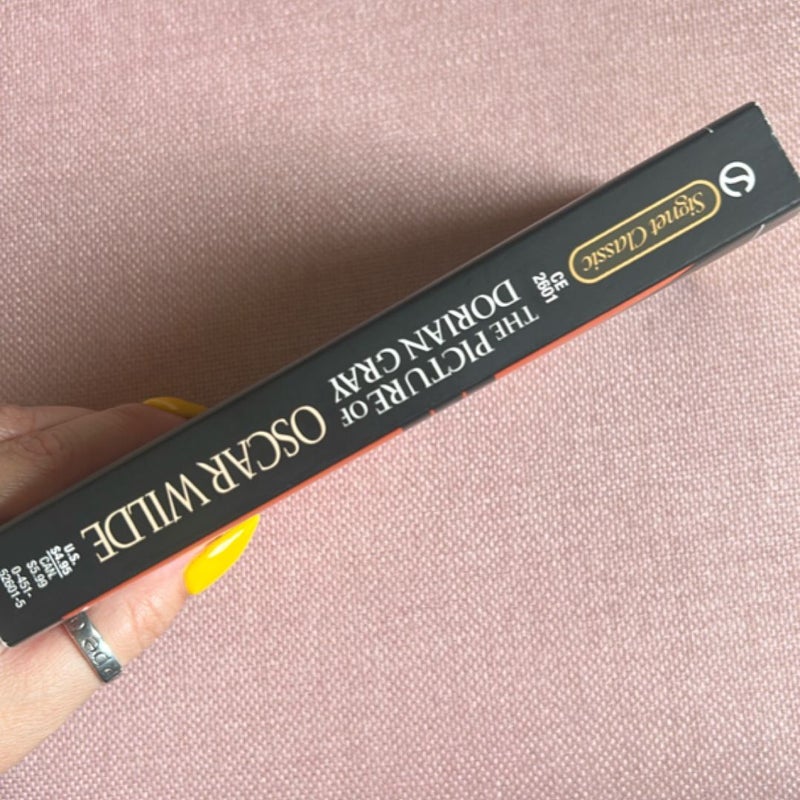 Signet Classic
CE
2601
THE PICTURE OF
DORIAN GRAY
OSCAR WILDE
U.S.
$4.95
CAN.
$5.99
0-451-
52601-5